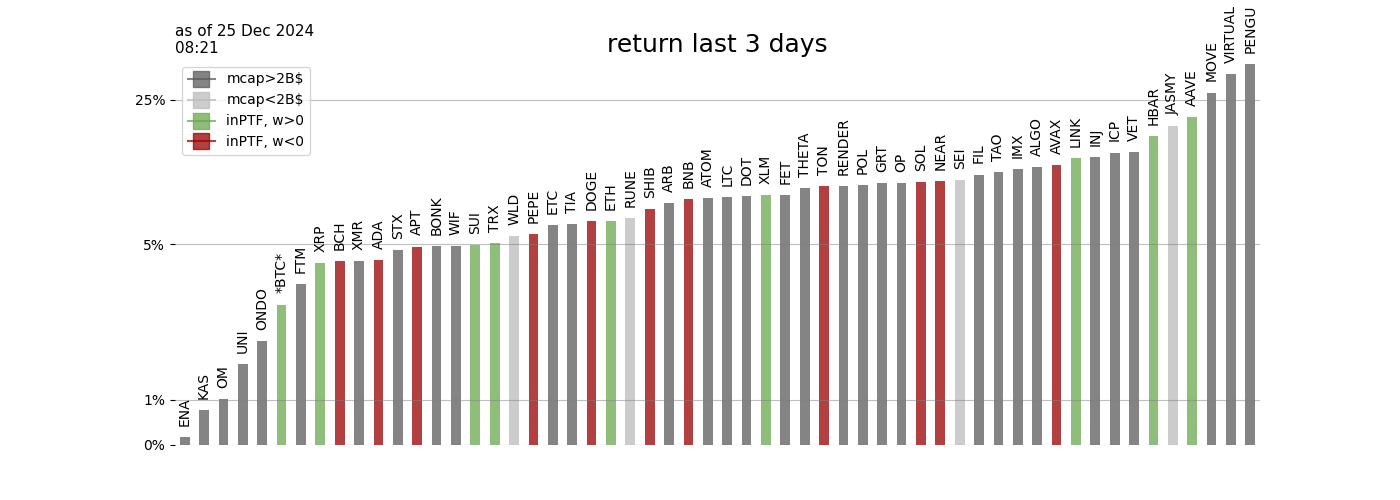 as of 25 Dec 2024
08:21
return last 3 days
mcap>2B$
mcap<2B$
inPTF, w>0
inPTF, w<0
25%
5%
1%
0%
ENA
KAS
OM
UNI
ONDO
*BTC*
FTM
XRP
BCH
XMR
ADA
STX
APT
BONK
WIF
SUI
TRX
WLD
PEPE
ETC
TIA
DOGE
ETH
RUNE
SHIB
ARB
BNB
ATOM
LTC
DOT
XLM
FET
THETA
TON
RENDER
POL
GRT
OP
SOL
NEAR
SEI
FIL
TAO
IMX
ALGO
AVAX
LINK
INJ
ICP
VET
HBAR
JASMY
AAVE
MOVE
VIRTUAL
PENGU